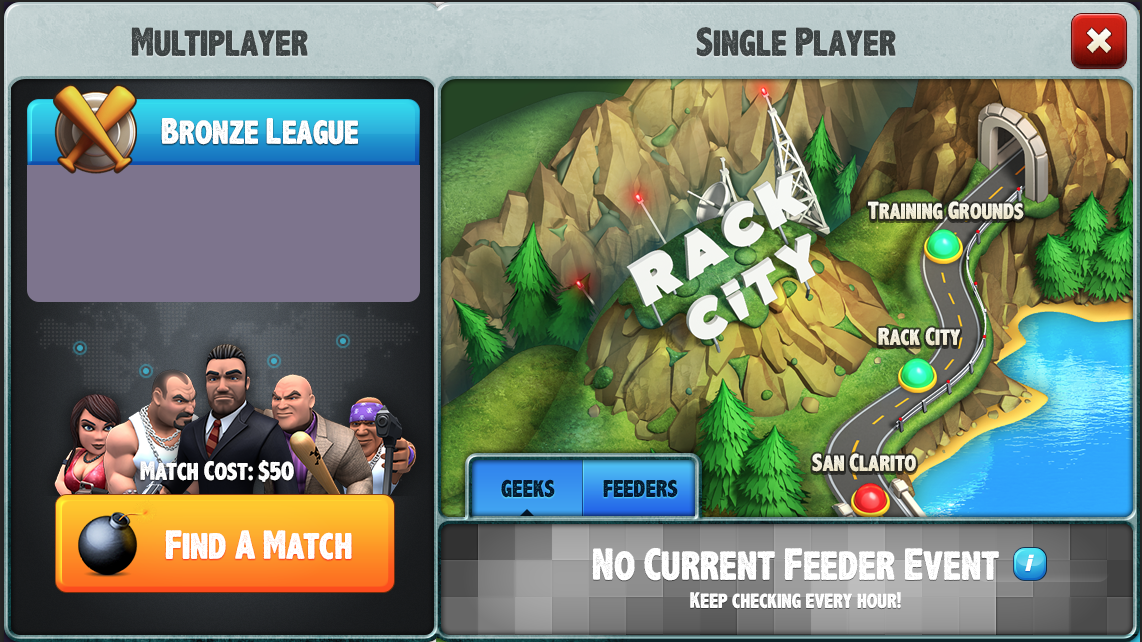 Multiplayer
Single Player
Bronze League
Match Cost: $50
Find A Match
RACK
CiTY
Training Grounds
Rack City
San Clarito
GEEKS
FEEDERS
No Current Feeder Event
i
Keep checking every hour!